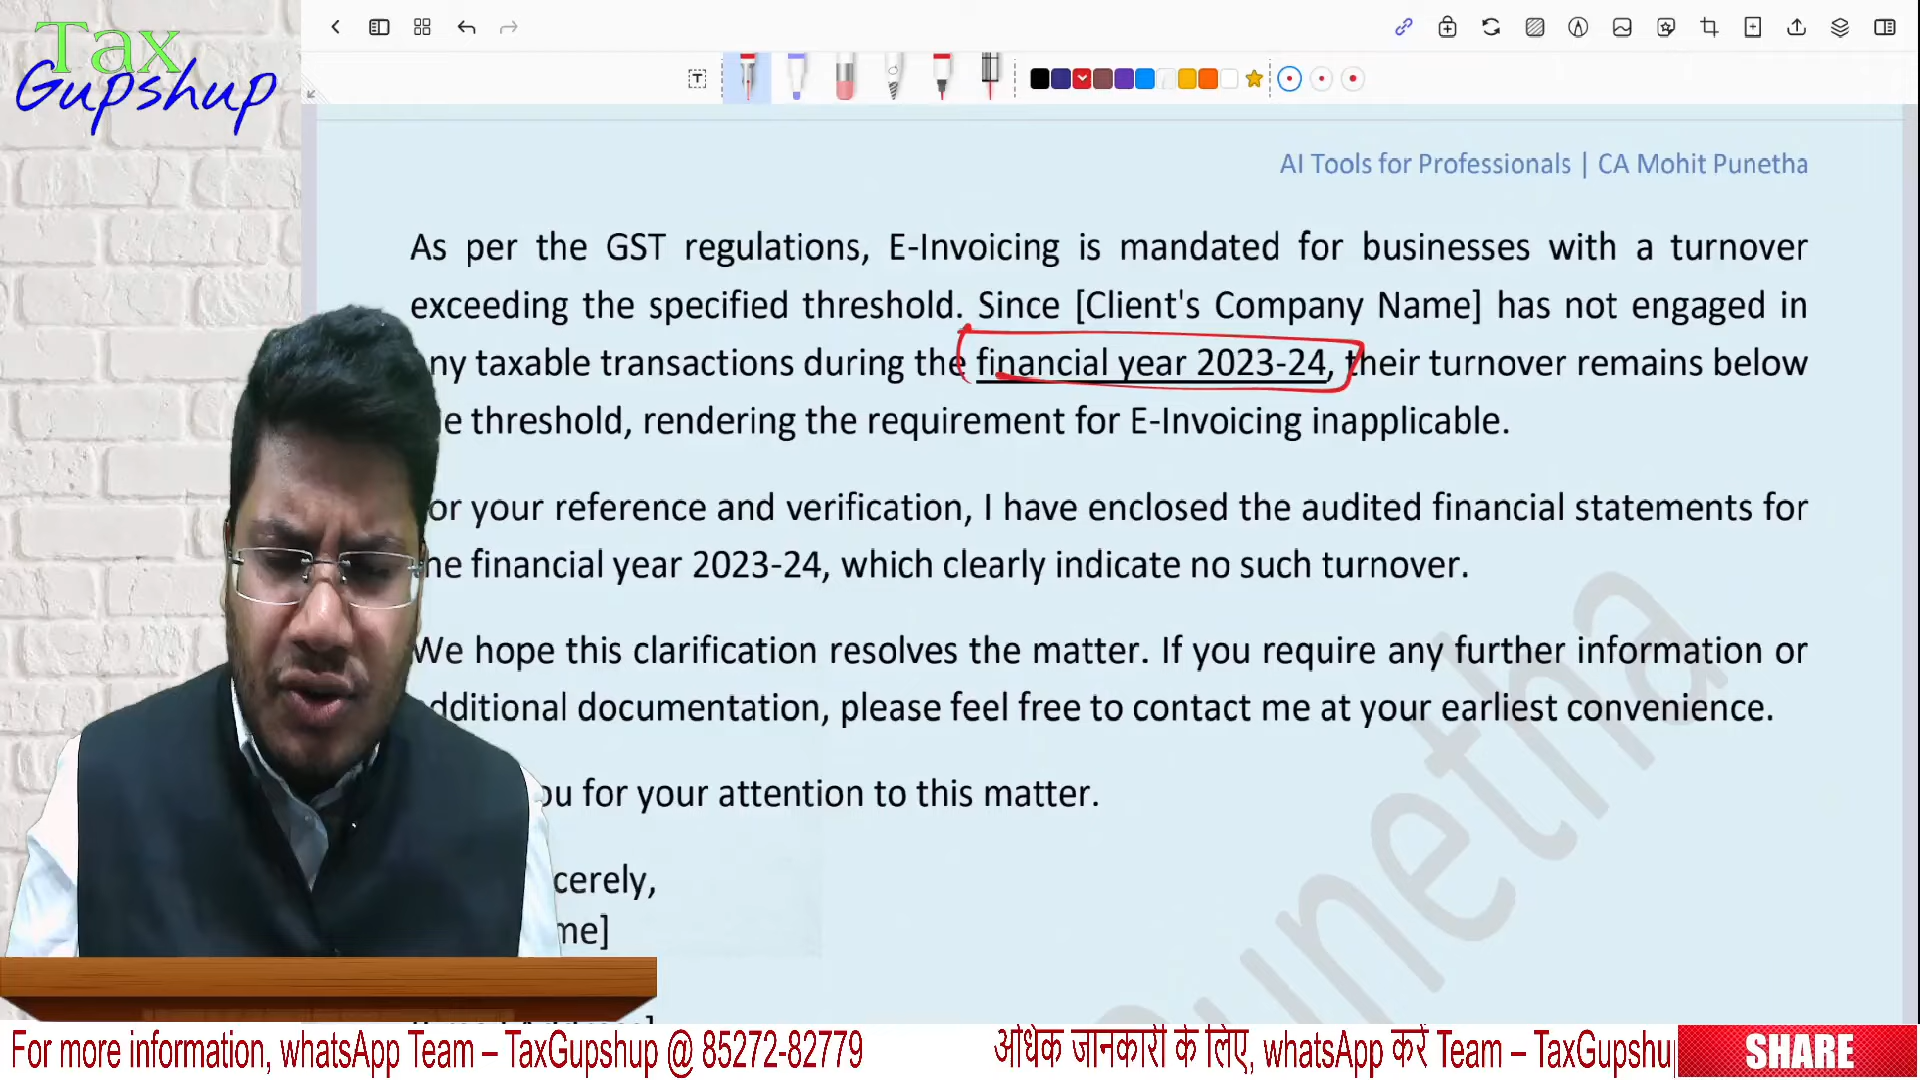 Tax
Gupshup
AI Tools for Professionals | CA Mohit Punetha
As per the GST regulations, E-Invoicing is mandated for businesses with a turnover
exceeding the specified threshold. Since [Client's Company Name] has not engaged in
ny taxable transactions during the financial year 2023-24, their turnover remains below
e threshold, rendering the requirement for E-Invoicing inapplicable.
or your reference and verification, I have enclosed the audited financial statements for
he financial year 2023-24, which clearly indicate no such turnover.
We hope this clarification resolves the matter. If you require any further information or
dditional documentation, please feel free to contact me at your earliest convenience.
ou for your attention to this matter.
cerely,
me]
Punetha
For more information, whatsApp Team – TaxGupshup @ 85272-82779
अधिक जानकारी के लिए, whatsApp करें Team – TaxGupshu
SHARE